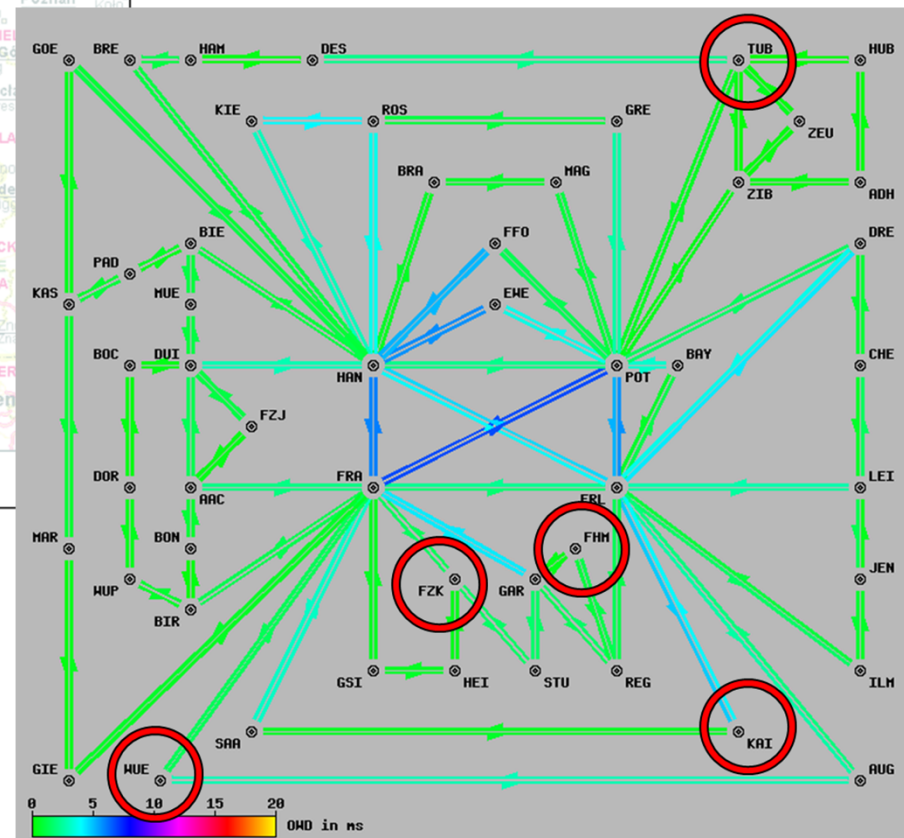 GOE BRE HAM DES TUB HUB
KIE ROS GRE ZEU
BRA MAG ZIB ADH
BIE FFO DRE
PAD
KAS MUE EWE
BOC DUI HAN POT BAY CHE
FZJ
DOR AAC FRA ERL LEI
MAR BON FHM
WUP FZK GAR JEN
BIR
GSI HEI STU REG ILM
SAA KAI
GIE WUE AUG
0 5 10 15 20
OWD in ms